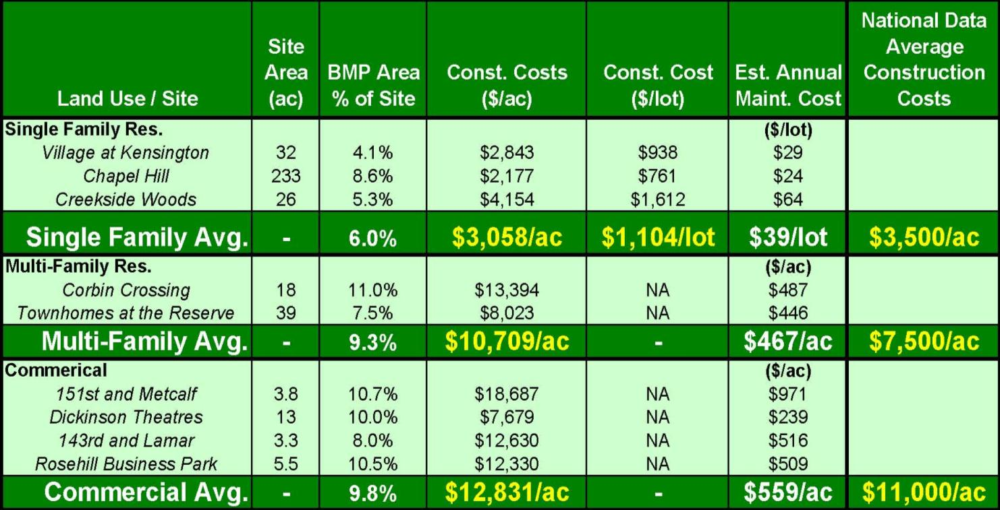 Land Use / Site Site Area (ac) BMP Area % of Site Const. Costs ($/ac) Const. Cost ($/lot) Est. Annual Maint. Cost National Data Average Construction Costs
Single Family Res. ($/lot)
Village at Kensington 32 4.1% $2,843 $938 $29
Chapel Hill 233 8.6% $2,177 $761 $24
Creekside Woods 26 5.3% $4,154 $1,612 $64
Single Family Avg. - 6.0% $3,058/ac $1,104/lot $39/lot $3,500/ac
Multi-Family Res. ($/ac)
Corbin Crossing 18 11.0% $13,394 NA $487
Townhomes at the Reserve 39 7.5% $8,023 NA $446
Multi-Family Avg. - 9.3% $10,709/ac - $467/ac $7,500/ac
Commerical ($/ac)
151st and Metcalf 3.8 10.7% $18,687 NA $971
Dickinson Theatres 13 10.0% $7,679 NA $239
143rd and Lamar 3.3 8.0% $12,630 NA $516
Rosehill Business Park 5.5 10.5% $12,330 NA $509
Commercial Avg. - 9.8% $12,831/ac - $559/ac $11,000/ac